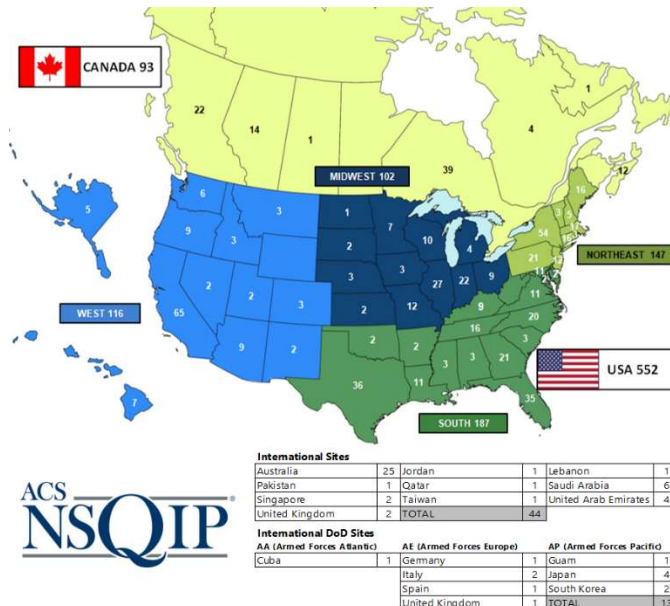 CANADA 93
1
22
14
1
4
39
12
MIDWEST 102
16
5
6
3
1
7
3
5
9
3
2
10
4
54
NORTHEAST 147
21
2
2
3
3
3
27
22
9
11
2
2
WEST 116
65
2
12
9
11
20
16
9
2
2
2
3
3
21
3
USA 552
36
11
35
7
SOUTH 187
International Sites
Australia 25 Jordan 1 Lebanon 1
Pakistan 1 Qatar 1 Saudi Arabia 6
Singapore 2 Taiwan 1 United Arab Emirates 4
United Kingdom 2 TOTAL 44
ACS
NSQIP
International DoD Sites
AA (Armed Forces Atlantic) AE (Armed Forces Europe) AP (Armed Forces Pacific)
Cuba 1 Germany 1 Guam 1
Italy 2 Japan 4
Spain 1 South Korea 2
United Kingdom 1 TOTAL